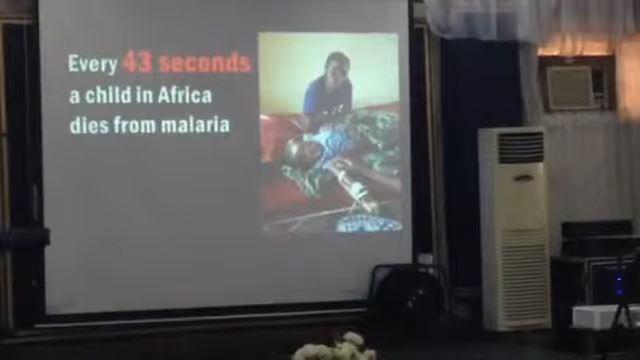 Every 43 seconds
a child in Africa
dies from malaria